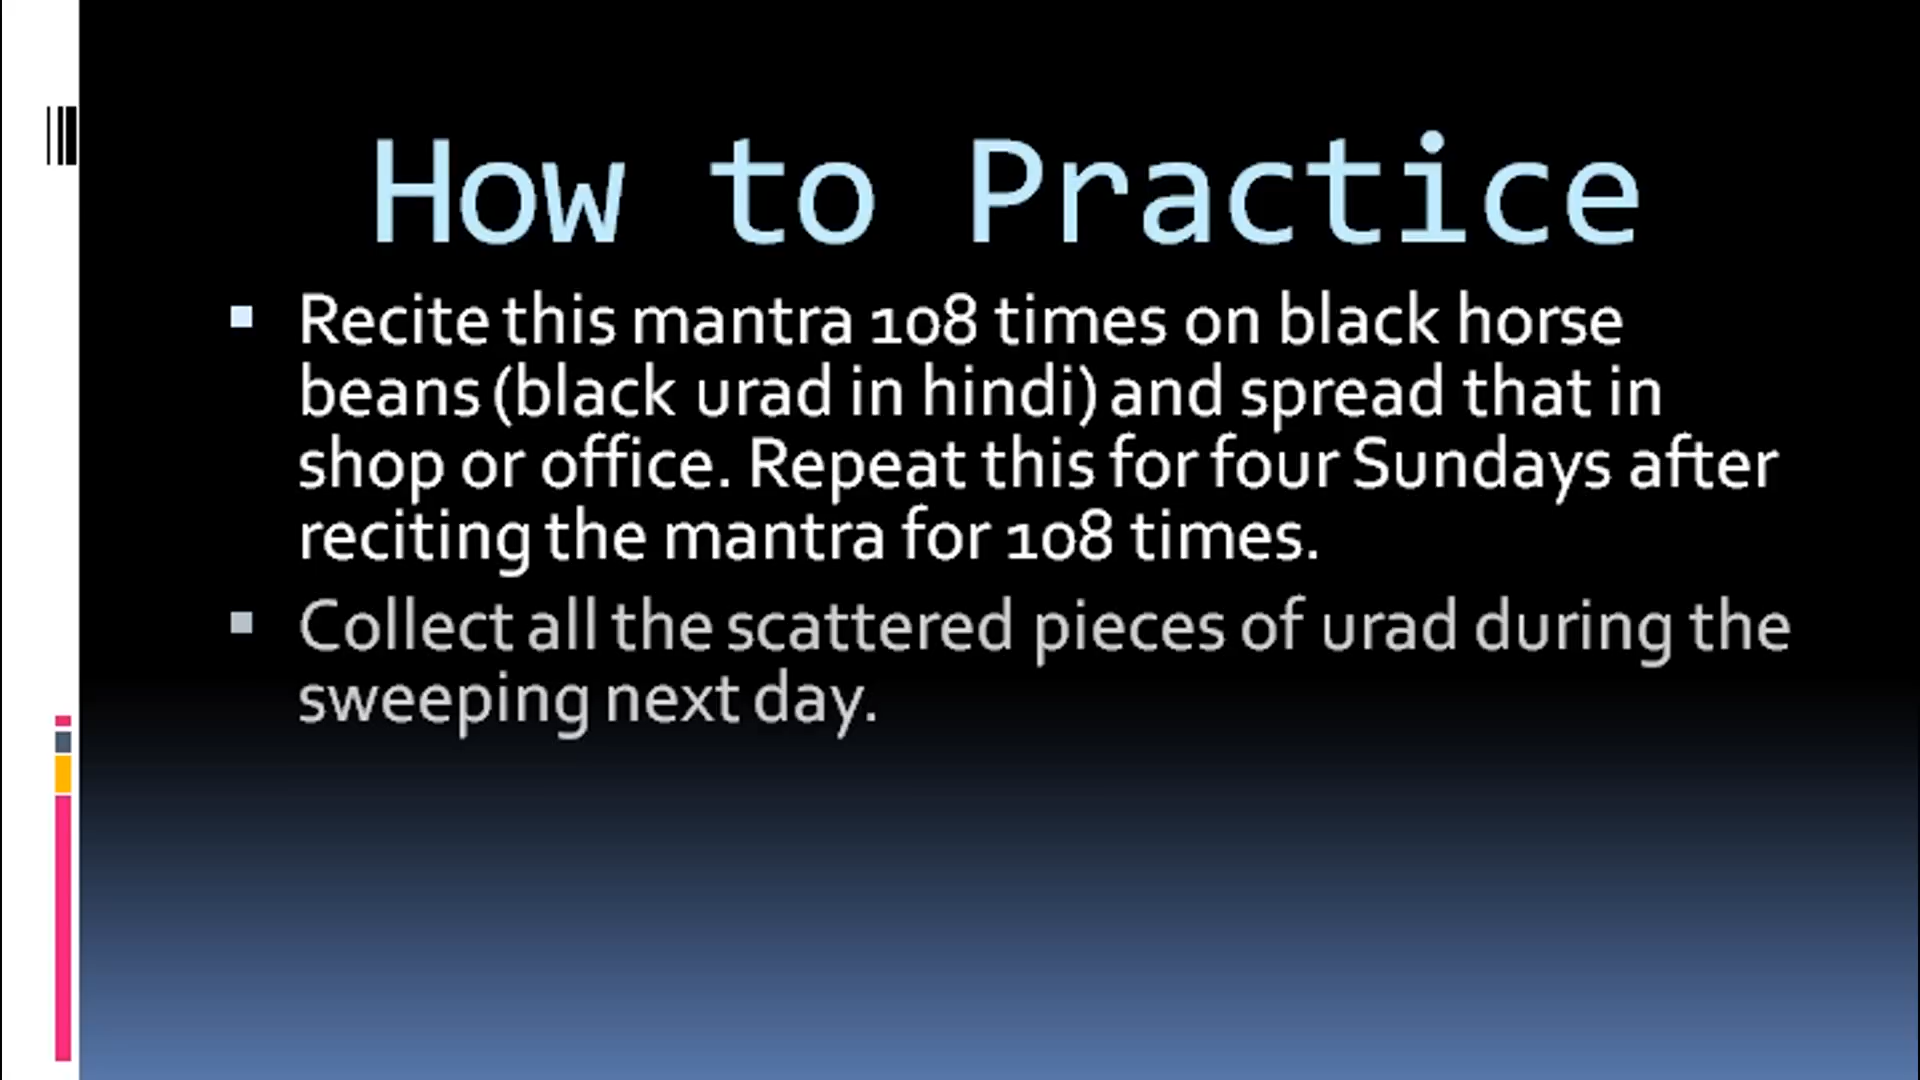 How to Practice
Recite this mantra 108 times on black horse
beans (black urad in hindi) and spread that in
shop or office. Repeat this for four Sundays after
reciting the mantra for 108 times.
Collect all the scattered pieces of urad during the
sweeping next day.